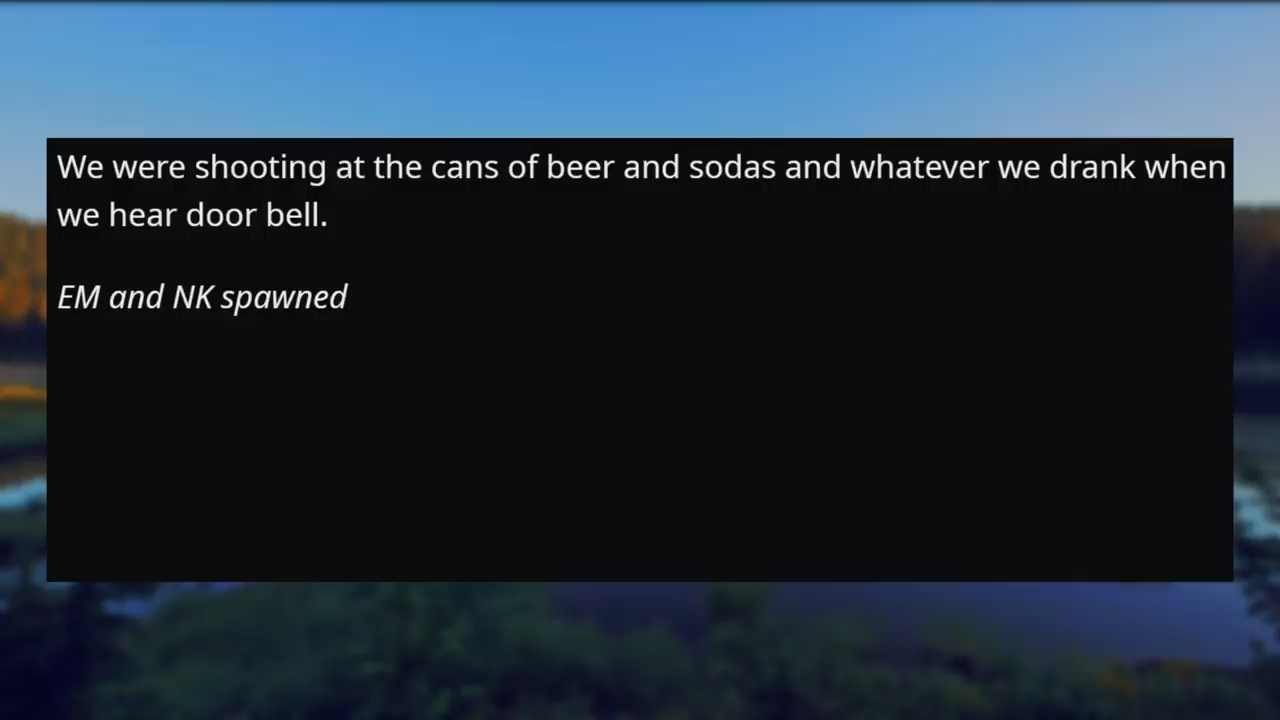 We were shooting at the cans of beer and sodas and whatever we drank when
we hear door bell.
EM and NK spawned